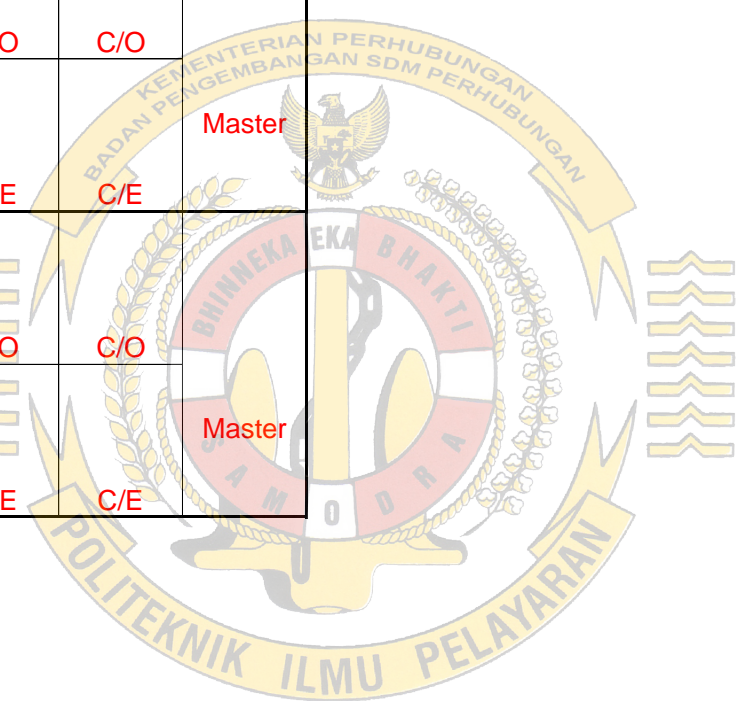 O C/O
Master
E C/E
O C/O
Master
E C/E
KEMENTERIAN PERHUBUNGAN
BADAN PENGEMBANGAN SDM PERHUBUNGAN
BHINNEKA EKA BHAKTI
SAMODRA
POLITEKNIK ILMU PELAYARAN